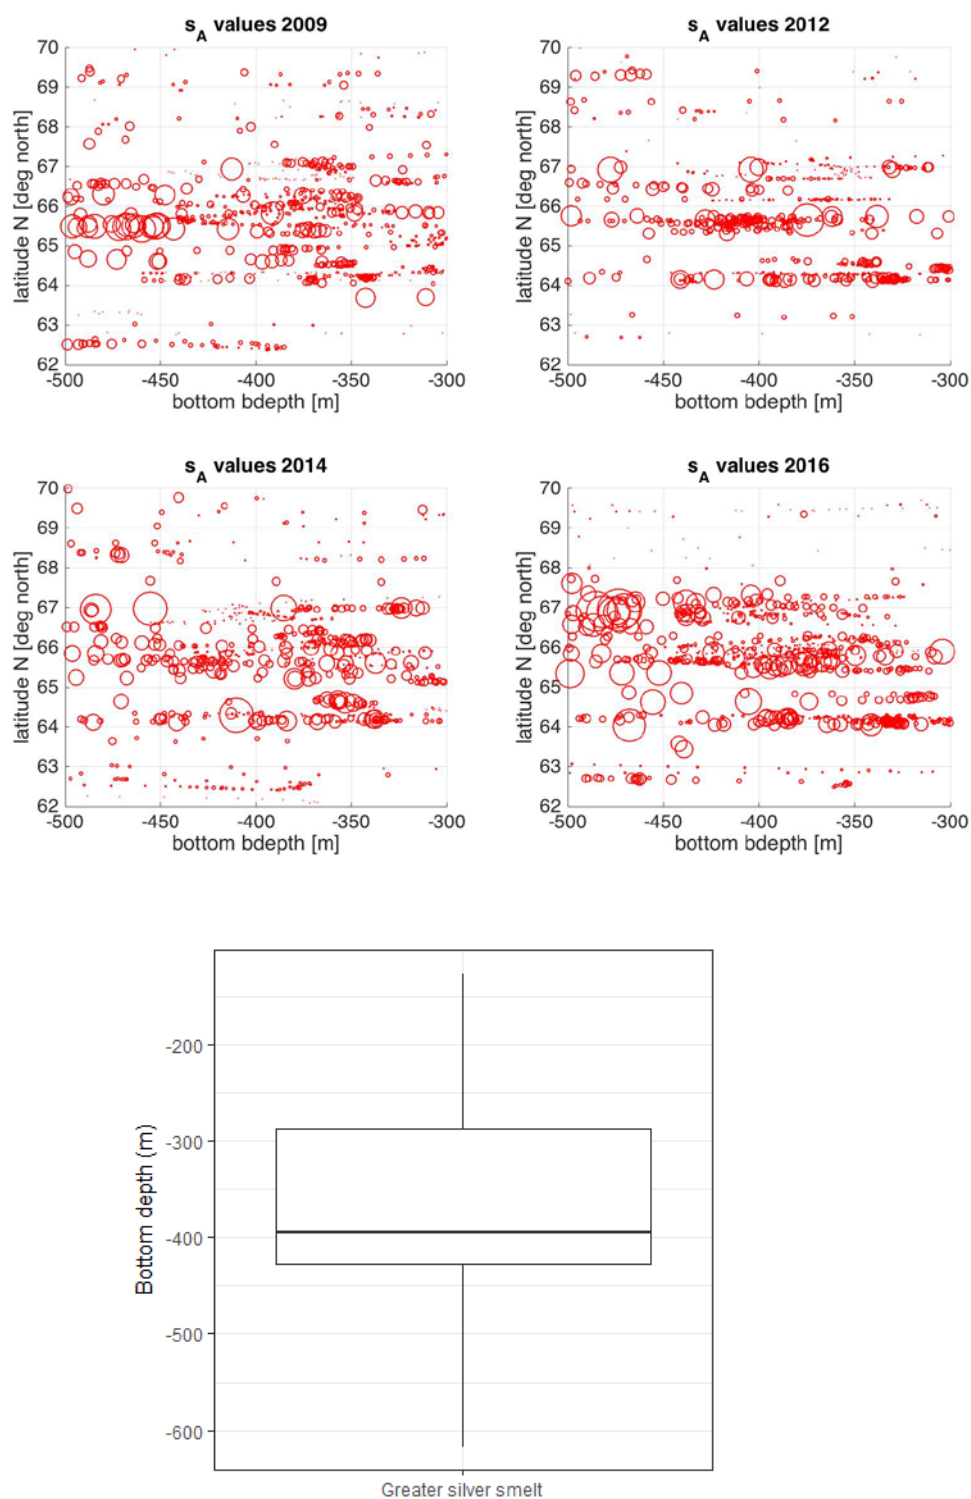 s_A values 2009
70
69
68
67
66
65
64
63
62
latitude N [deg north]
-500 -450 -400 -350 -300
bottom bdepth [m]
s_A values 2012
70
69
68
67
66
65
64
63
62
latitude N [deg north]
-500 -450 -400 -350 -300
bottom bdepth [m]
s_A values 2014
70
69
68
67
66
65
64
63
62
latitude N [deg north]
-500 -450 -400 -350 -300
bottom bdepth [m]
s_A values 2016
70
69
68
67
66
65
64
63
62
latitude N [deg north]
-500 -450 -400 -350 -300
bottom bdepth [m]
Bottom depth (m)
-200
-300
-400
-500
-600
Greater silver smelt